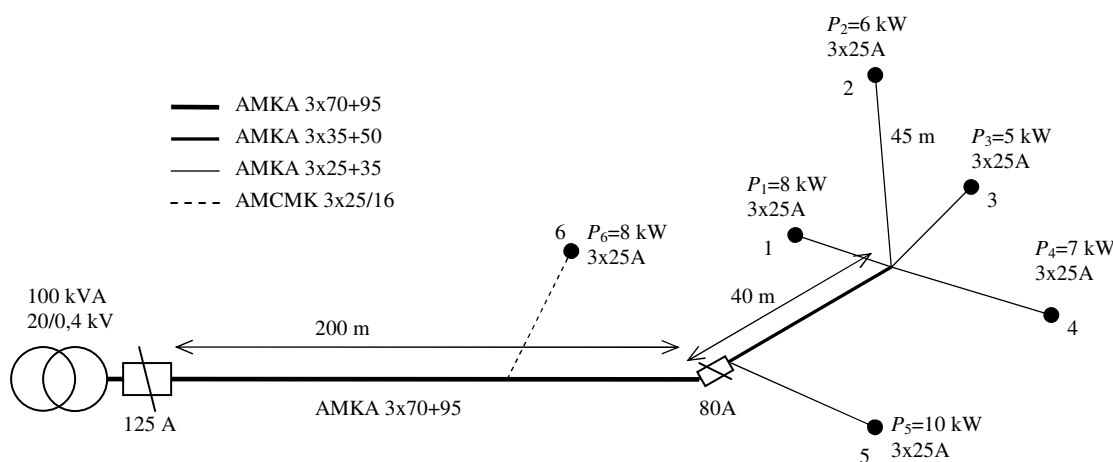 P₂=6 kW
3x25A
2
AMKA 3x70+95
AMKA 3x35+50
AMKA 3x25+35
AMCMK 3x25/16
45 m
P₃=5 kW
3x25A
3
P₁=8 kW
3x25A
1
6
P₆=8 kW
3x25A
P₄=7 kW
3x25A
4
40 m
100 kVA
20/0,4 kV
200 m
125 A
AMKA 3x70+95
80A
P₅=10 kW
3x25A
5